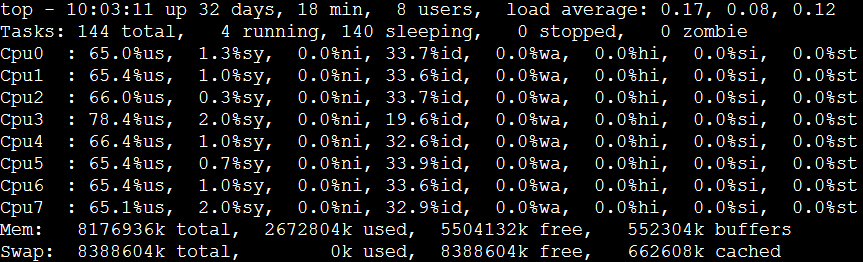 top - 10:03:11 up 32 days, 18 min,  8 users,  load average: 0.17, 0.08, 0.12
Tasks: 144 total,   4 running, 140 sleeping,   0 stopped,   0 zombie
Cpu0  : 65.0%us,  1.3%sy,  0.0%ni, 33.7%id,  0.0%wa,  0.0%hi,  0.0%si,  0.0%st
Cpu1  : 65.4%us,  1.0%sy,  0.0%ni, 33.6%id,  0.0%wa,  0.0%hi,  0.0%si,  0.0%st
Cpu2  : 66.0%us,  0.3%sy,  0.0%ni, 33.7%id,  0.0%wa,  0.0%hi,  0.0%si,  0.0%st
Cpu3  : 78.4%us,  2.0%sy,  0.0%ni, 19.6%id,  0.0%wa,  0.0%hi,  0.0%si,  0.0%st
Cpu4  : 66.4%us,  1.0%sy,  0.0%ni, 32.6%id,  0.0%wa,  0.0%hi,  0.0%si,  0.0%st
Cpu5  : 65.4%us,  0.7%sy,  0.0%ni, 33.9%id,  0.0%wa,  0.0%hi,  0.0%si,  0.0%st
Cpu6  : 65.4%us,  1.0%sy,  0.0%ni, 33.6%id,  0.0%wa,  0.0%hi,  0.0%si,  0.0%st
Cpu7  : 65.1%us,  2.0%sy,  0.0%ni, 32.9%id,  0.0%wa,  0.0%hi,  0.0%si,  0.0%st
Mem:   8176936k total,  2672804k used,  5504132k free,   552304k buffers
Swap:  8388604k total,        0k used,  8388604k free,   662608k cached